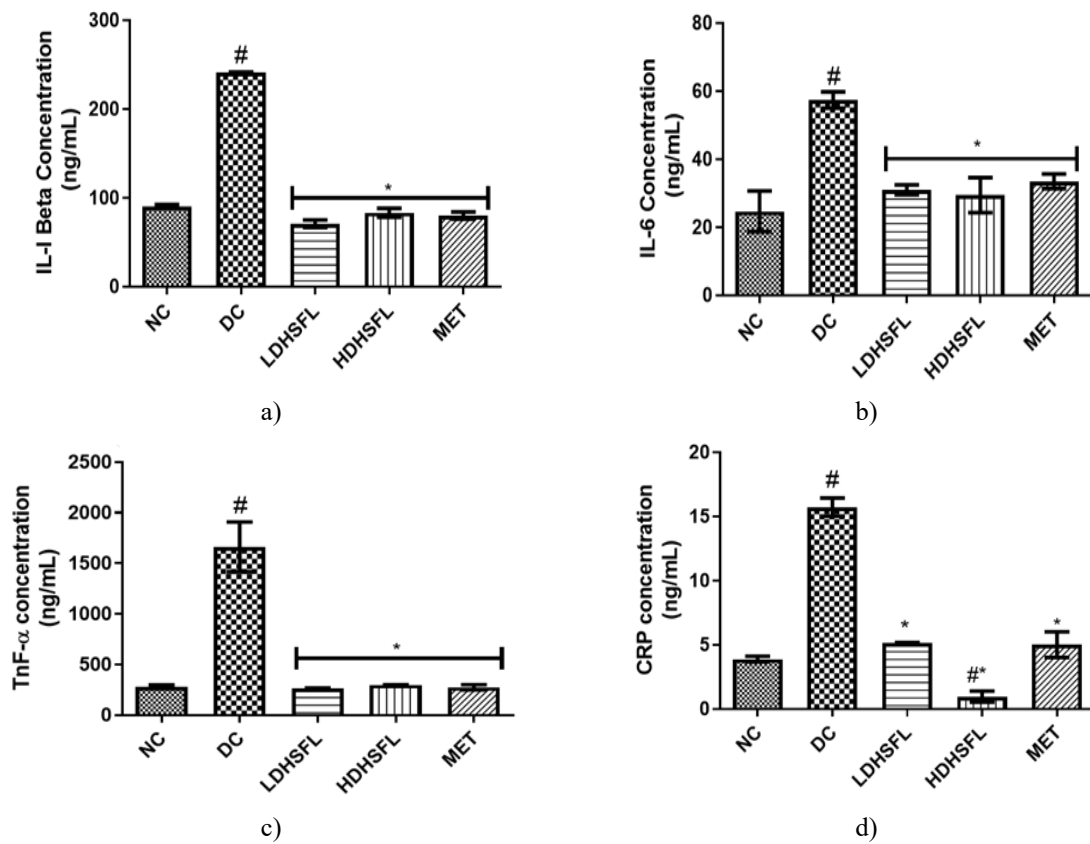 IL-I Beta Concentration
(ng/mL)
300
200
100
0
#
*
NC
DC
LDHSFL
HDHSFL
MET
a)
IL-6 Concentration
(ng/mL)
80
60
40
20
0
#
*
NC
DC
LDHSFL
HDHSFL
MET
b)
TnF-α concentration
(ng/mL)
2500
2000
1500
1000
500
0
#
*
NC
DC
LDHSFL
HDHSFL
MET
c)
CRP concentration
(ng/mL)
20
15
10
5
0
#
*
#*
*
NC
DC
LDHSFL
HDHSFL
MET
d)